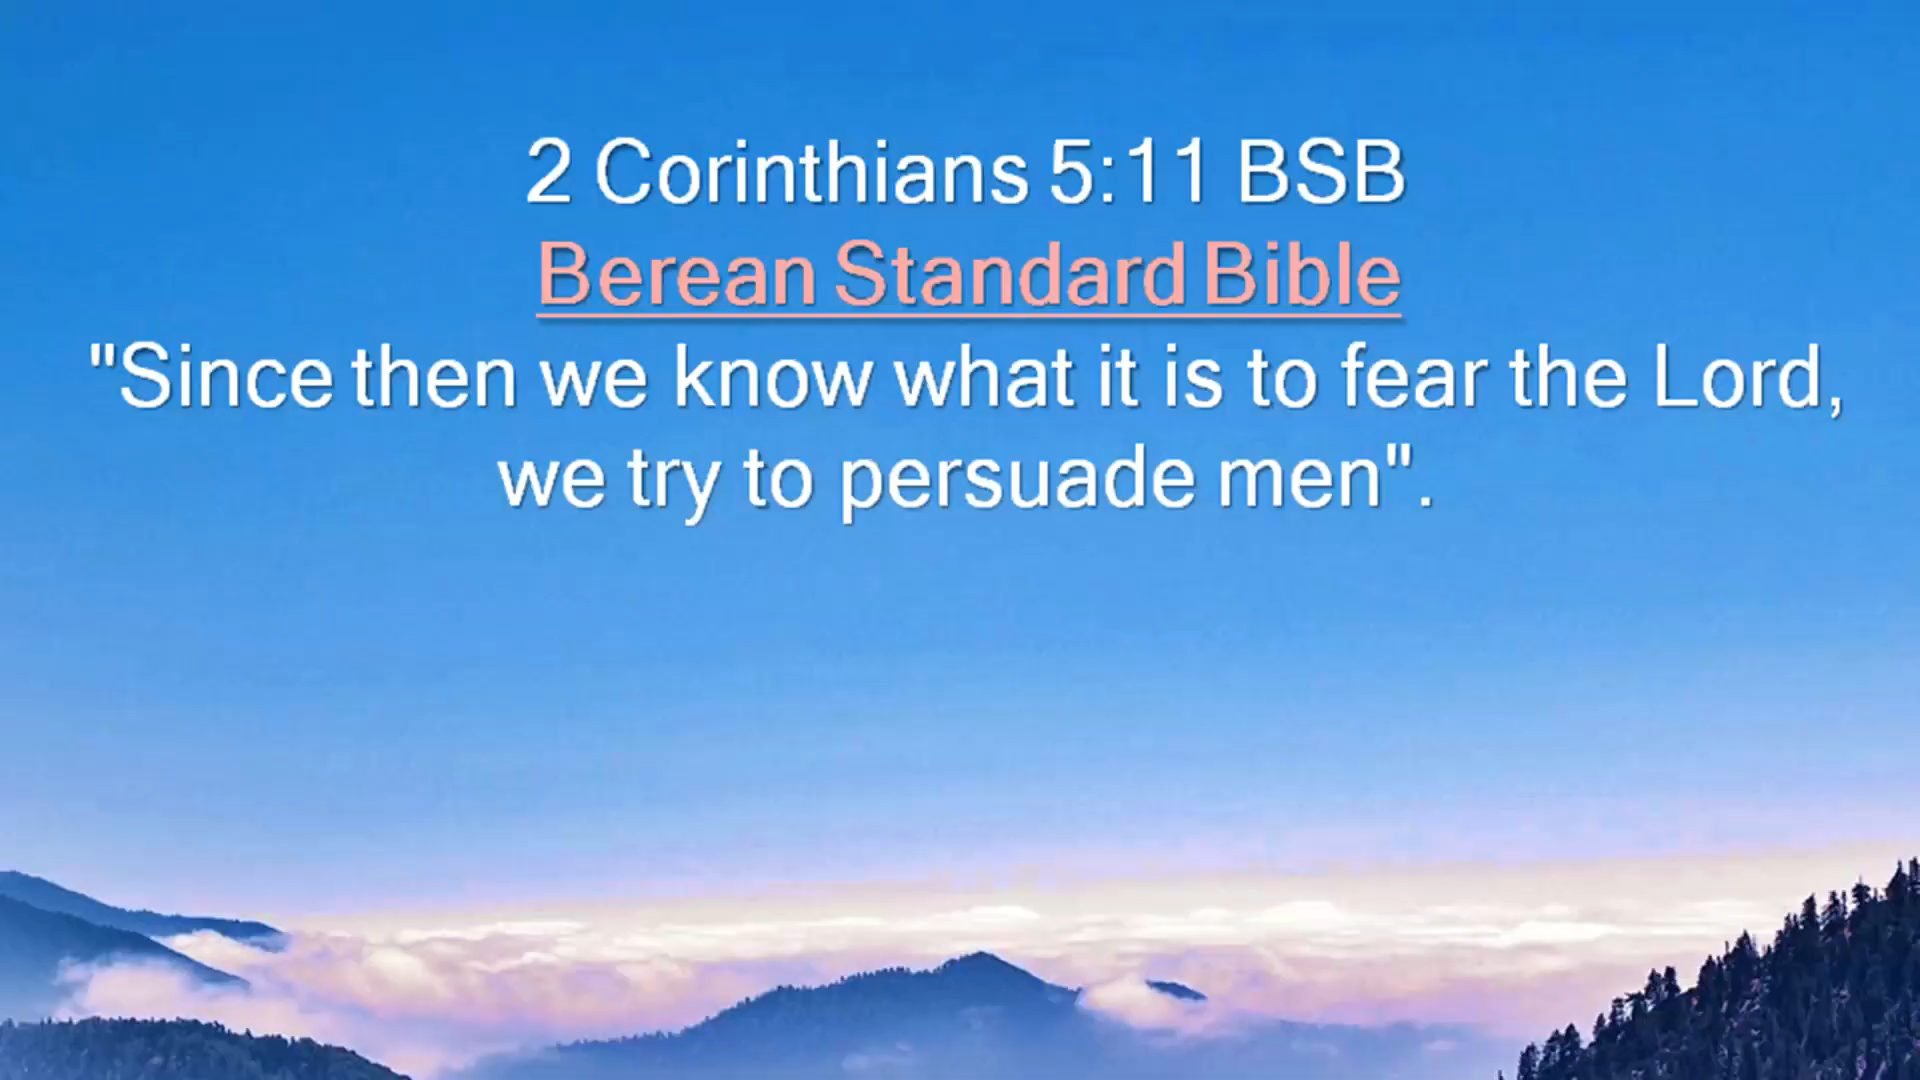 2 Corinthians 5:11 BSB
Berean Standard Bible
"Since then we know what it is to fear the Lord,
we try to persuade men".